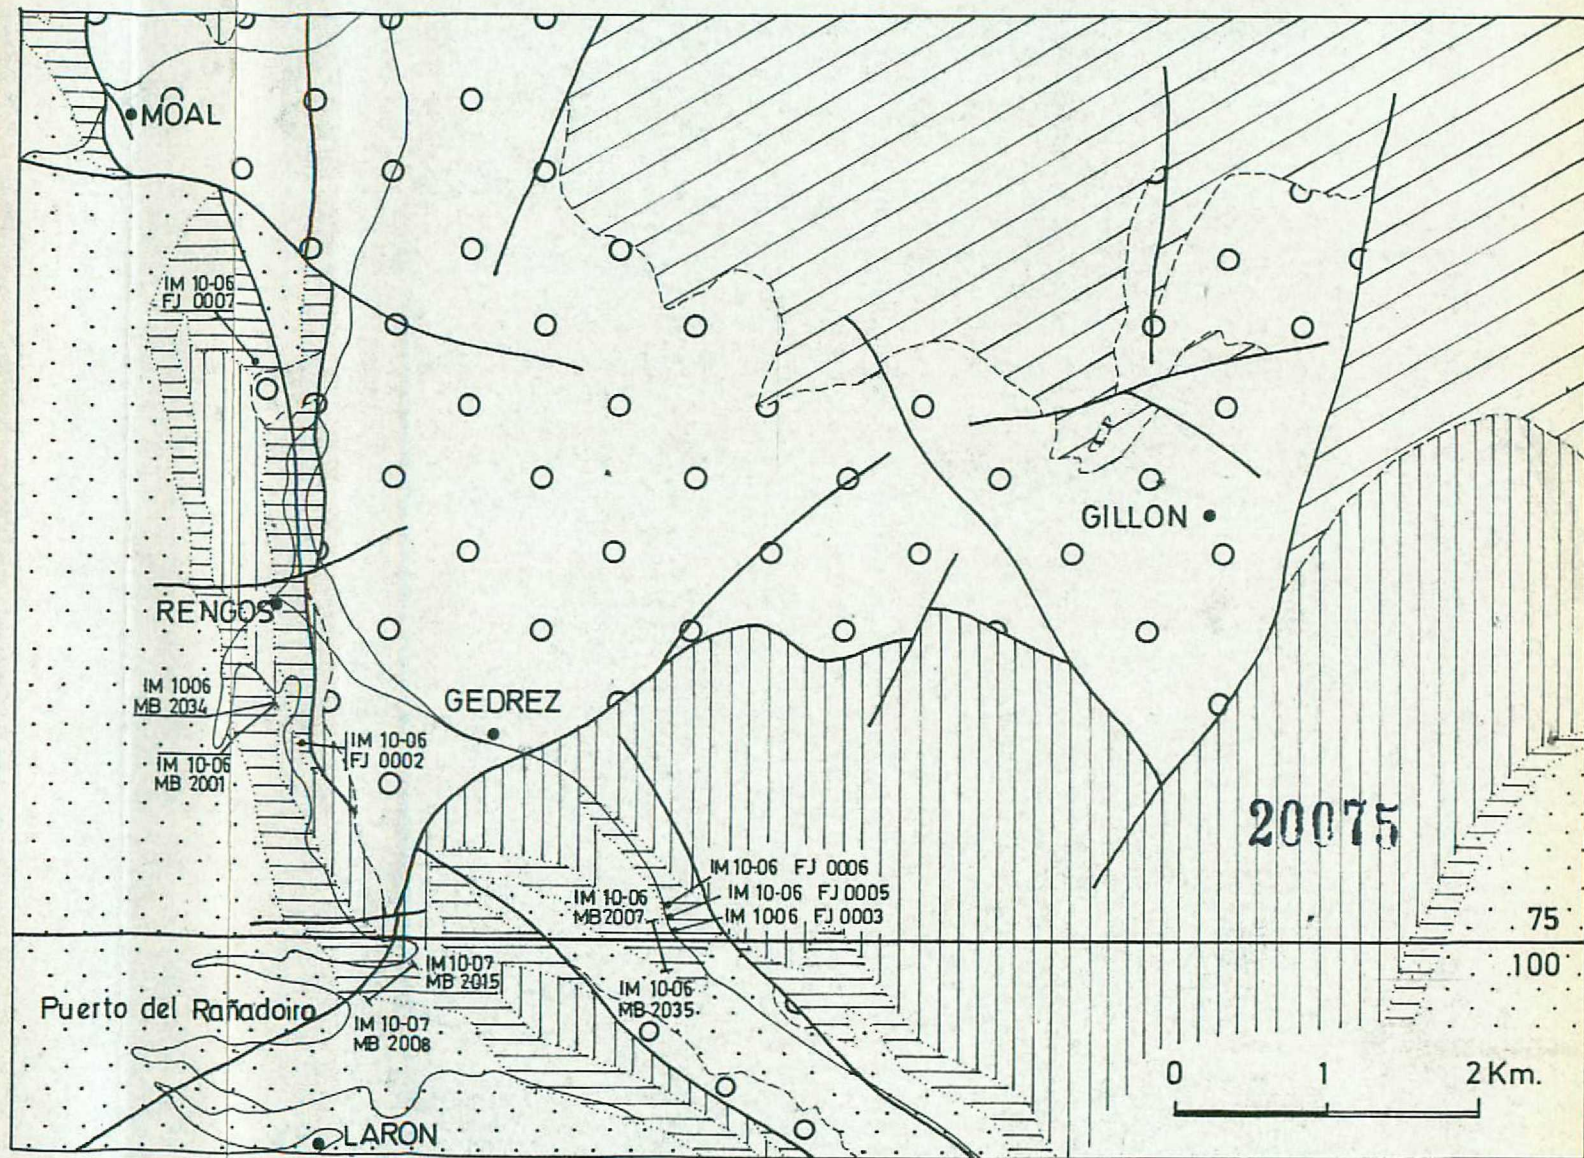 MOAL
IM 10-06
FJ 0007
GILLON
RENGOS
IM 1006
MB 2034
GEDREZ
IM 10-06
FJ 0002
IM 10-06
MB 2001
20075
IM 10-06 FJ 0006
IM 10-06 FJ 0005
IM 1006 FJ 0003
IM 10-06
MB 2007
75
100
IM 10-07
MB 2015
IM 10-06
MB 2035
Puerto del Rañadoiro
IM 10-07
MB 2008
0 1 2 Km.
LARON